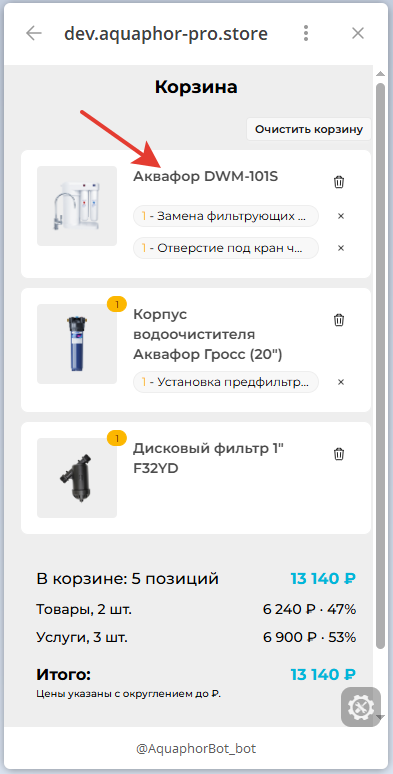 dev.aquaphor-pro.store
Корзина
Очистить корзину
Аквафор DWM-101S
1 - Замена фильтрующих ...
1 - Отверстие под кран ч...
1
Корпус
водоочистителя
Аквафор Гросс (20")
1 - Установка предфильтр...
1
Дисковый фильтр 1"
F32YD
В корзине: 5 позиций 13 140 ₽
Товары, 2 шт. 6 240 ₽ · 47%
Услуги, 3 шт. 6 900 ₽ · 53%
Итого: 13 140 ₽
Цены указаны с округлением до ₽.
@AquaphorBot_bot